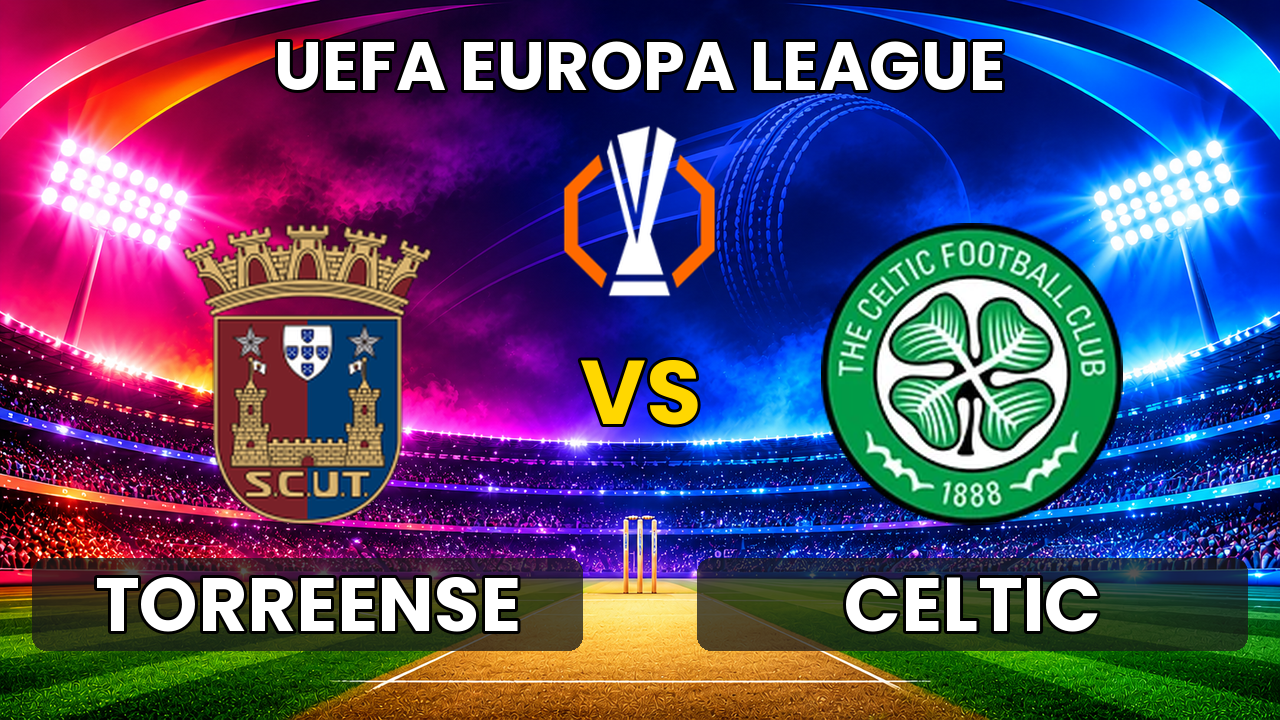 UEFA EUROPA LEAGUE
VS
S.C.U.T.
THE CELTIC FOOTBALL CLUB
1888
TORREENSE
CELTIC